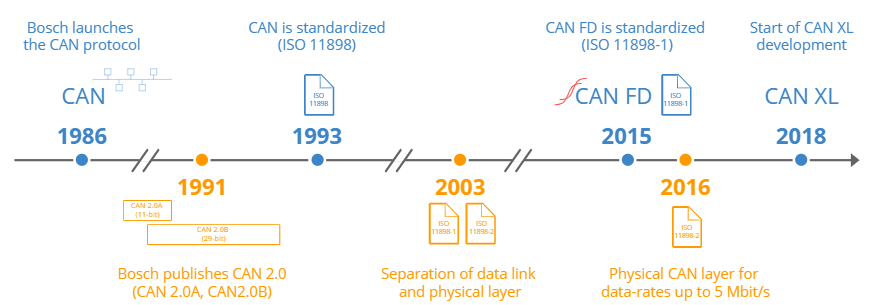 Bosch launches
the CAN protocol
CAN is standardized
(ISO 11898)
CAN FD is standardized
(ISO 11898-1)
Start of CAN XL
development
CAN
ISO
11898
CAN FD
ISO
11898-1
CAN XL
1986
1993
2015
2018
1991
2003
2016
CAN 2.0A
(11-bit)
CAN 2.0B
(29-bit)
ISO
11898-1
ISO
11898-2
ISO
11898-2
Bosch publishes CAN 2.0
(CAN 2.0A, CAN2.0B)
Separation of data link
and physical layer
Physical CAN layer for
data-rates up to 5 Mbit/s